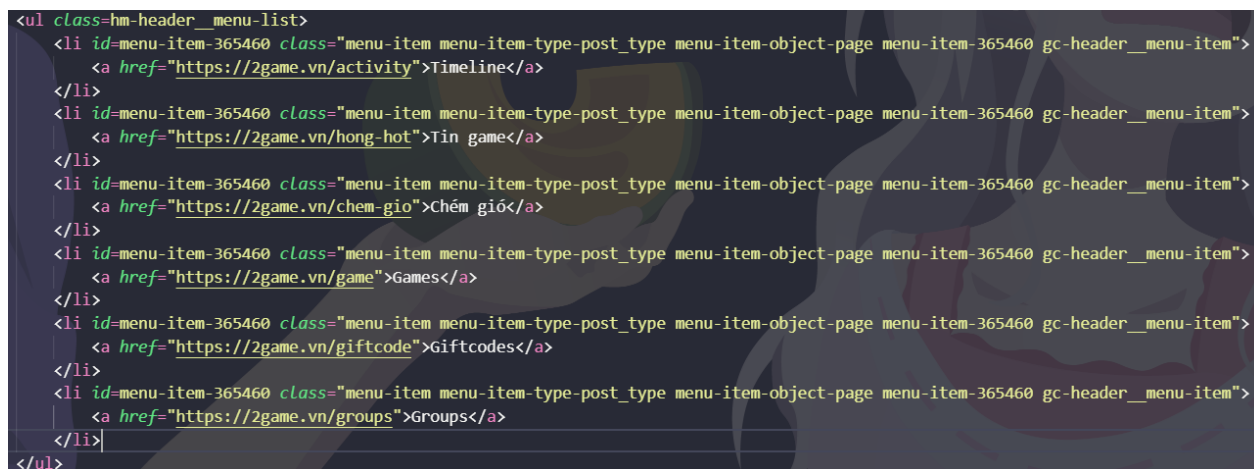 <ul class=hm-header__menu-list>
<li id=menu-item-365460 class="menu-item menu-item-type-post_type menu-item-object-page menu-item-365460 gc-header__menu-item">
<a href="https://2game.vn/activity">Timeline</a>
</li>
<li id=menu-item-365460 class="menu-item menu-item-type-post_type menu-item-object-page menu-item-365460 gc-header__menu-item">
<a href="https://2game.vn/hong-hot">Tin game</a>
</li>
<li id=menu-item-365460 class="menu-item menu-item-type-post_type menu-item-object-page menu-item-365460 gc-header__menu-item">
<a href="https://2game.vn/chem-gio">Chém gió</a>
</li>
<li id=menu-item-365460 class="menu-item menu-item-type-post_type menu-item-object-page menu-item-365460 gc-header__menu-item">
<a href="https://2game.vn/game">Games</a>
</li>
<li id=menu-item-365460 class="menu-item menu-item-type-post_type menu-item-object-page menu-item-365460 gc-header__menu-item">
<a href="https://2game.vn/giftcode">Giftcodes</a>
</li>
<li id=menu-item-365460 class="menu-item menu-item-type-post_type menu-item-object-page menu-item-365460 gc-header__menu-item">
<a href="https://2game.vn/groups">Groups</a>
</li>
</ul>